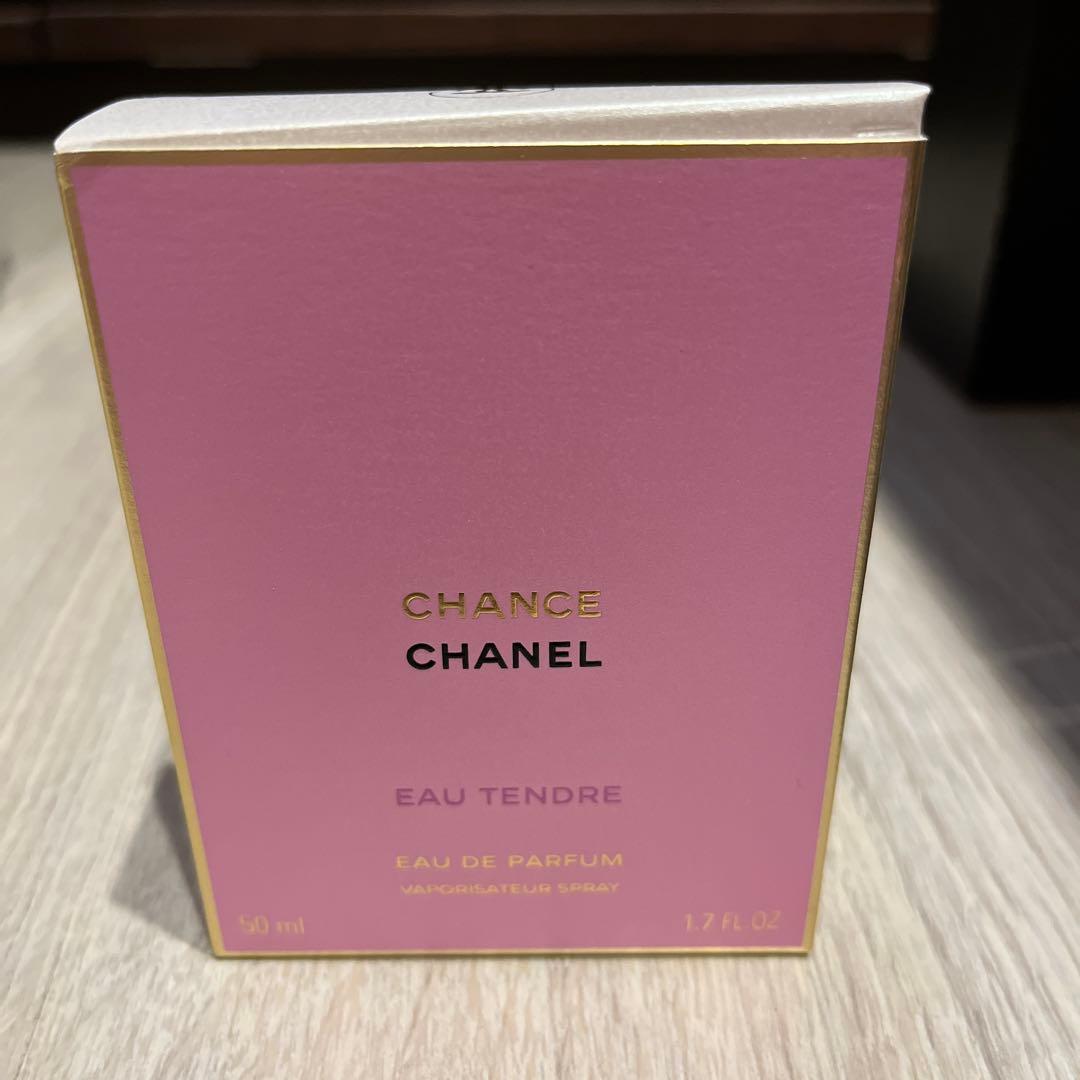 CHANCE
CHANEL
EAU TENDRE
EAU DE PARFUM
VAPORISATEUR SPRAY
50 ml 1.7 FL.OZ